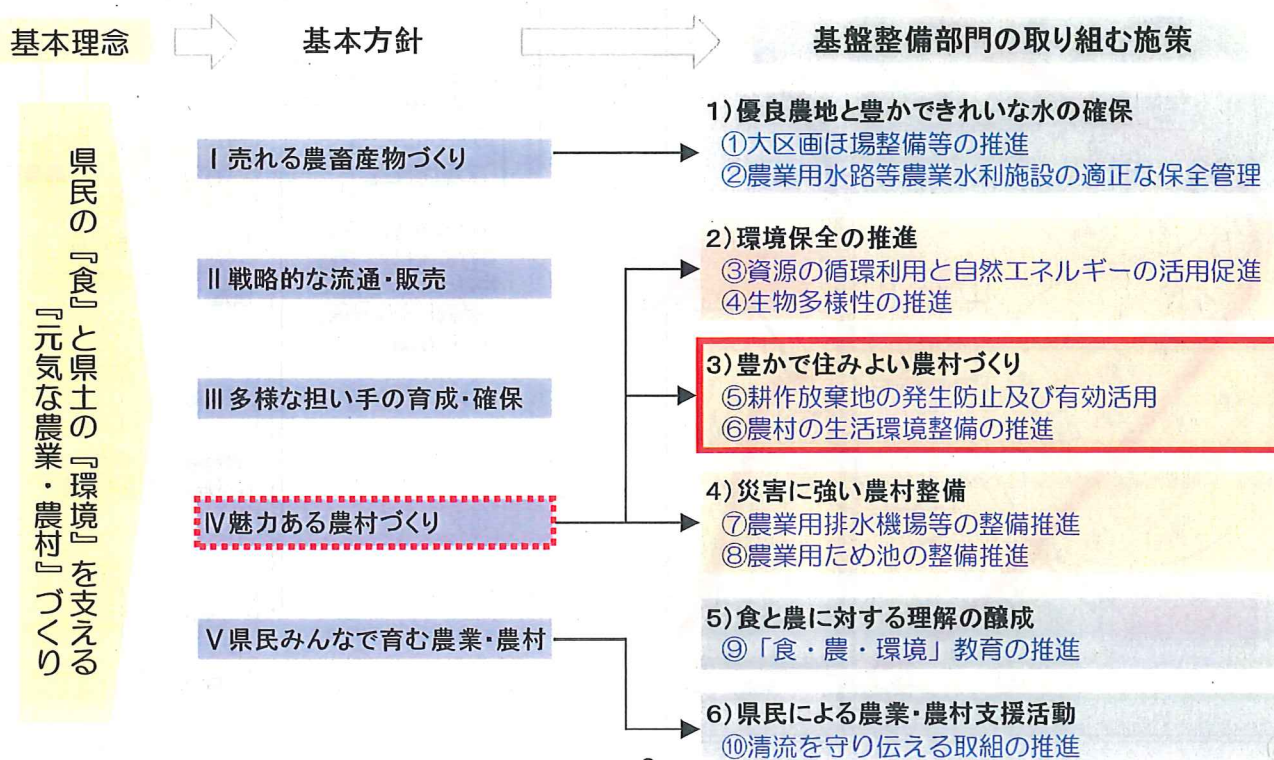 基本理念
基本方針
基盤整備部門の取り組む施策
県民の『食』と県土の『環境』を支える
『元気な農業・農村』づくり
Ⅰ売れる農畜産物づくり
Ⅱ戦略的な流通・販売
Ⅲ多様な担い手の育成・確保
Ⅳ魅力ある農村づくり
Ⅴ県民みんなで育む農業・農村
1)優良農地と豊かできれいな水の確保
①大区画ほ場整備等の推進
②農業用水路等農業水利施設の適正な保全管理
2)環境保全の推進
③資源の循環利用と自然エネルギーの活用促進
④生物多様性の推進
3)豊かで住みよい農村づくり
⑤耕作放棄地の発生防止及び有効活用
⑥農村の生活環境整備の推進
4)災害に強い農村整備
⑦農業用排水機場等の整備推進
⑧農業用ため池の整備推進
5)食と農に対する理解の醸成
⑨「食・農・環境」教育の推進
6)県民による農業・農村支援活動
⑩清流を守り伝える取組の推進